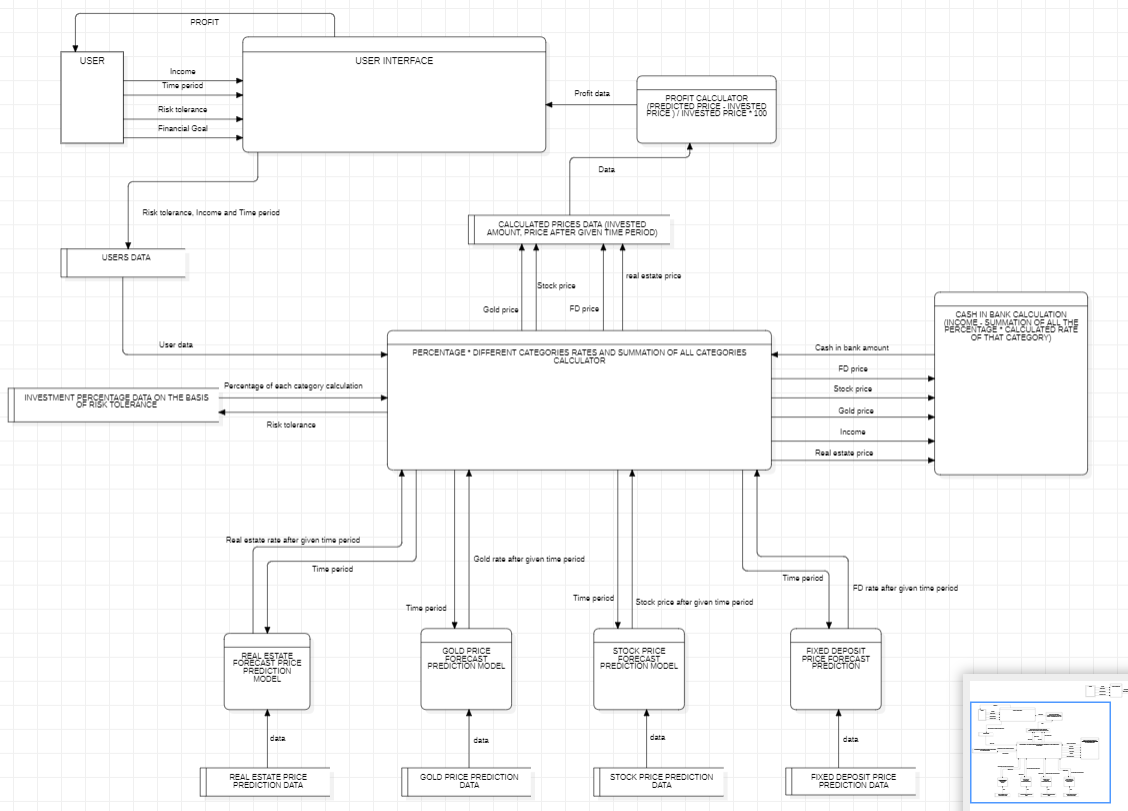 PROFIT
USER
USER INTERFACE
Income
Time period
Risk tolerance
Financial Goal
Profit data
PROFIT CALCULATOR
(PREDICTED PRICE - INVESTED
PRICE ) / INVESTED PRICE * 100
Data
Risk tolerance, Income and Time period
CALCULATED PRICES DATA (INVESTED
AMOUNT, PRICE AFTER GIVEN TIME PERIOD)
USERS DATA
real estate price
Stock price
Gold price
FD price
CASH IN BANK CALCULATION
(INCOME - SUMMATION OF ALL THE
PERCENTAGE * CALCULATED RATE
OF THAT CATEGORY)
User data
PERCENTAGE * DIFFERENT CATEGORIES RATES AND SUMMATION OF ALL CATEGORIES
CALCULATOR
Cash in bank amount
FD price
Stock price
Gold price
Income
Real estate price
Percentage of each category calculation
INVESTMENT PERCENTAGE DATA ON THE BASIS
OF RISK TOLERANCE
Risk tolerance
Real estate rate after given time period
Time period
Gold rate after given time period
Time period
Time period
Stock price after given time period
Time period
FD rate after given time period
REAL ESTATE
FORECAST PRICE
PREDICTION
MODEL
GOLD PRICE
FORECAST
PREDICTION MODEL
STOCK PRICE
FORECAST
PREDICTION MODEL
FIXED DEPOSIT
PRICE FORECAST
PREDICTION
data
data
data
data
REAL ESTATE PRICE
PREDICTION DATA
GOLD PRICE PREDICTION
DATA
STOCK PRICE PREDICTION
DATA
FIXED DEPOSIT PRICE
PREDICTION DATA